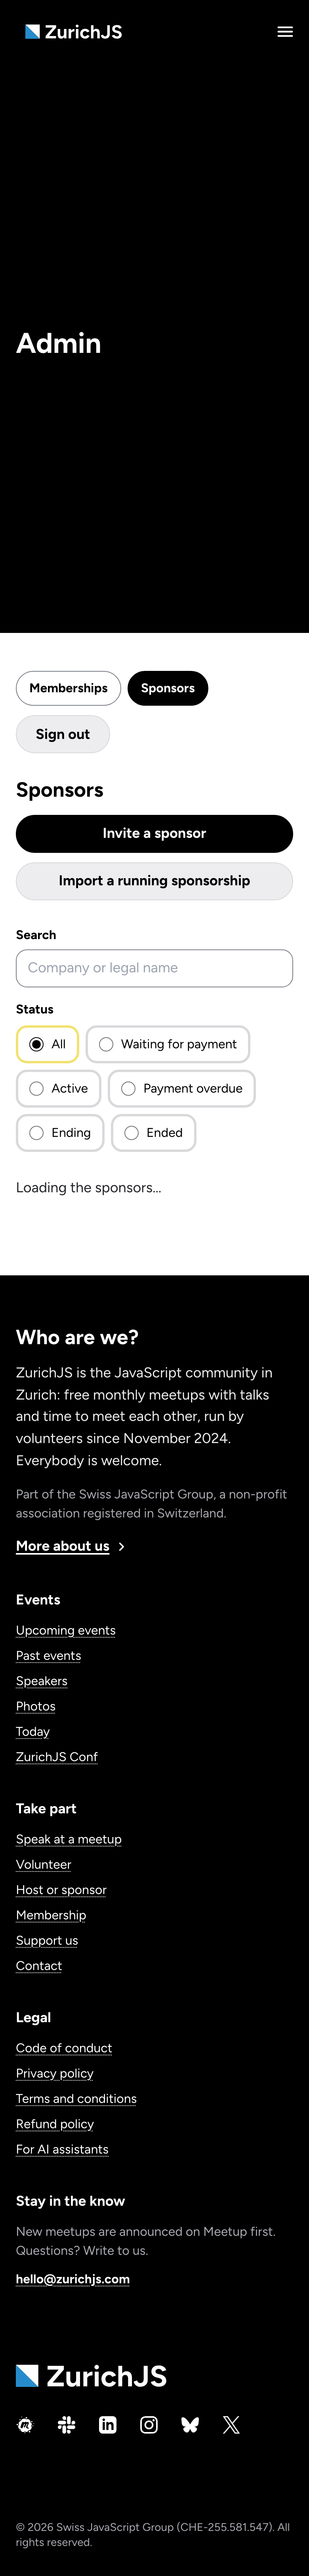 ZurichJS
Admin
Memberships
Sponsors
Sign out
Sponsors
Invite a sponsor
Import a running sponsorship
Search
Company or legal name
Status
All
Waiting for payment
Active
Payment overdue
Ending
Ended
Loading the sponsors...
Who are we?
ZurichJS is the JavaScript community in
Zurich: free monthly meetups with talks
and time to meet each other, run by
volunteers since November 2024.
Everybody is welcome.
Part of the Swiss JavaScript Group, a non-profit
association registered in Switzerland.
More about us
Events
Upcoming events
Past events
Speakers
Photos
Today
ZurichJS Conf
Take part
Speak at a meetup
Volunteer
Host or sponsor
Membership
Support us
Contact
Legal
Code of conduct
Privacy policy
Terms and conditions
Refund policy
For AI assistants
Stay in the know
New meetups are announced on Meetup first.
Questions? Write to us.
hello@zurichjs.com
ZurichJS
© 2026 Swiss JavaScript Group (CHE-255.581.547). All
rights reserved.